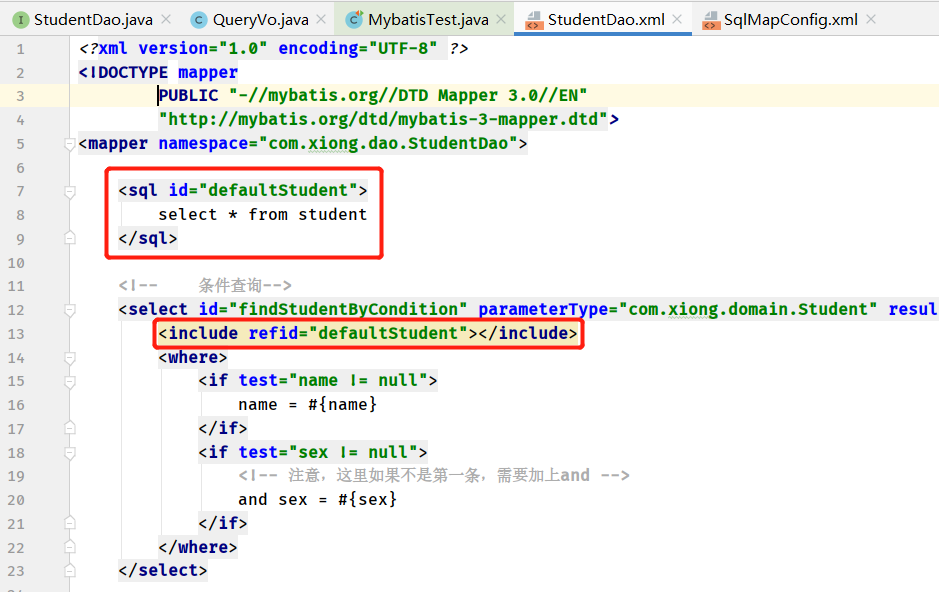 StudentDao.java QueryVo.java MybatisTest.java StudentDao.xml SqlMapConfig.xml
1 <?xml version="1.0" encoding="UTF-8" ?>
2 <!DOCTYPE mapper
3 PUBLIC "-//mybatis.org//DTD Mapper 3.0//EN"
4 "http://mybatis.org/dtd/mybatis-3-mapper.dtd">
5 <mapper namespace="com.xiong.dao.StudentDao">
6
7 <sql id="defaultStudent">
8 select * from student
9 </sql>
10
11 <!-- 条件查询-->
12 <select id="findStudentByCondition" parameterType="com.xiong.domain.Student" resul
13 <include refid="defaultStudent"></include>
14 <where>
15 <if test="name != null">
16 name = #{name}
17 </if>
18 <if test="sex != null">
19 <!-- 注意，这里如果不是第一条，需要加上and -->
20 and sex = #{sex}
21 </if>
22 </where>
23 </select>